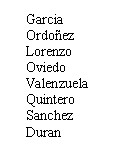 Garcia
Ordoñez
Lorenzo
Oviedo
Valenzuela
Quintero
Sanchez
Duran